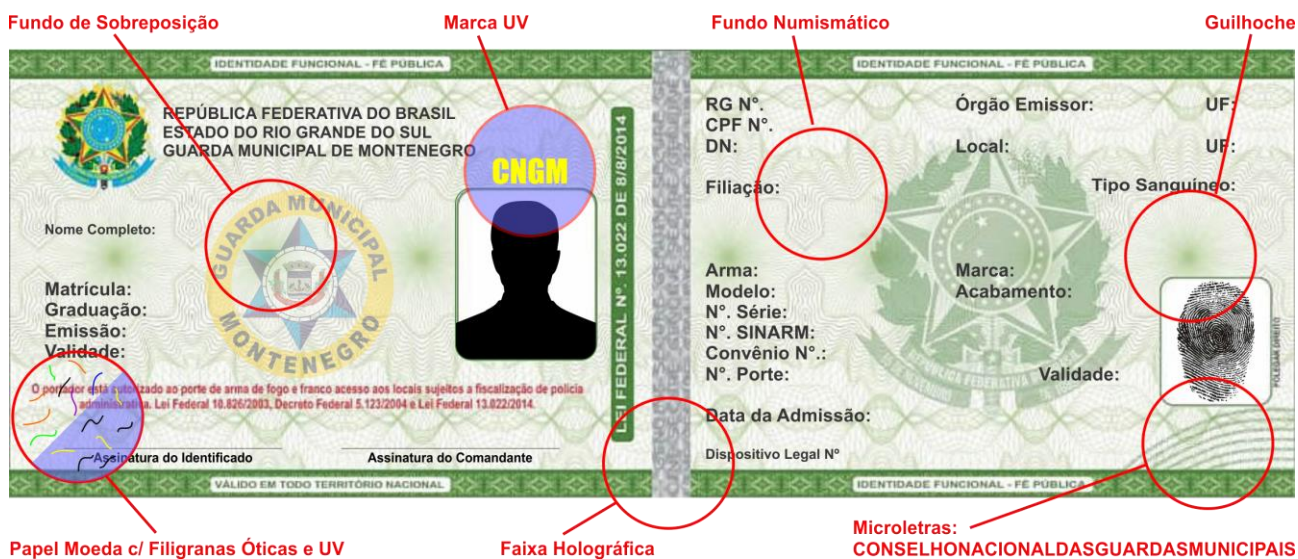 Fundo de Sobreposição
Marca UV
Fundo Numismático
Guilhoche
IDENTIDADE FUNCIONAL - FÉ PÚBLICA
REPÚBLICA FEDERATIVA DO BRASIL
ESTADO DO RIO GRANDE DO SUL
GUARDA MUNICIPAL DE MONTENEGRO
CNGM
GUARDA MUNICIPAL
MONTENEGRO
Nome Completo:
Matrícula:
Graduação:
Emissão:
Validade:
O portador está autorizado ao porte de arma de fogo e franco acesso aos locais sujeitos a fiscalização de polícia
administrativa. Lei Federal 10.826/2003, Decreto Federal 5.123/2004 e Lei Federal 13.022/2014.
Assinatura do Identificado
Assinatura do Comandante
VÁLIDO EM TODO TERRITÓRIO NACIONAL
LEI FEDERAL Nº. 13.022 DE 8/8/2014
IDENTIDADE FUNCIONAL - FÉ PÚBLICA
RG N°. Órgão Emissor: UF:
CPF N°.
DN: Local: UF:
Filiação: Tipo Sanguíneo:
Arma: Marca:
Modelo: Acabamento:
N°. Série:
N°. SINARM:
Convênio N°.:
N°. Porte: Validade:
POLEGAR DIREITO
Data da Admissão:
Dispositivo Legal Nº
IDENTIDADE FUNCIONAL - FÉ PÚBLICA
Papel Moeda c/ Filigranas Óticas e UV
Faixa Holográfica
Microletras:
CONSELHONACIONALDASGUARDASMUNICIPAIS